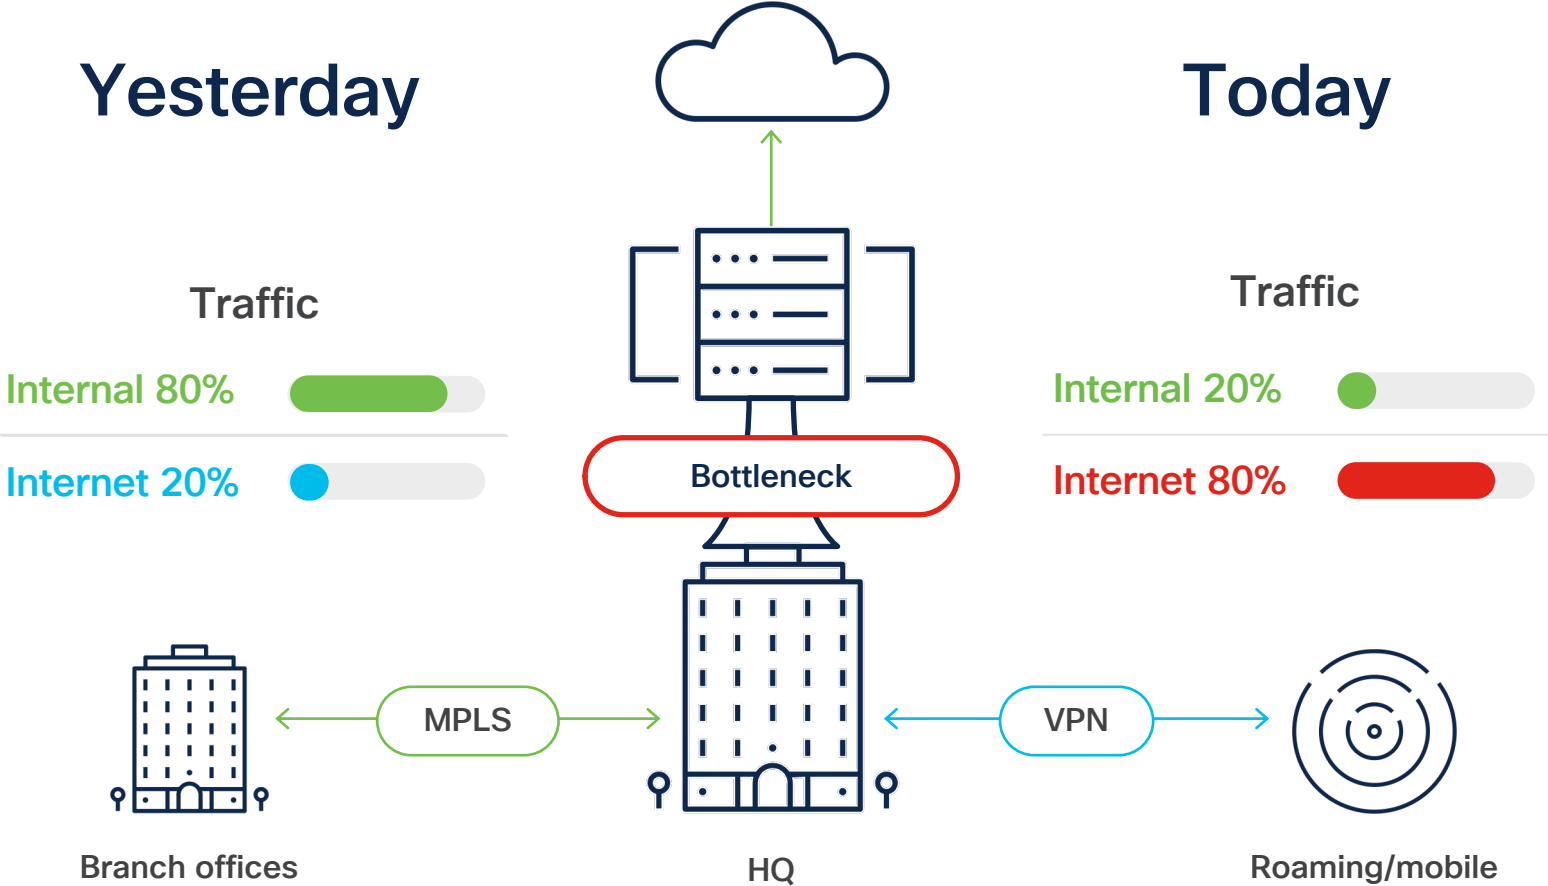 Yesterday
Today
Traffic
Internal 80%
Internet 20%
Traffic
Internal 20%
Internet 80%
Bottleneck
MPLS
VPN
Branch offices
HQ
Roaming/mobile